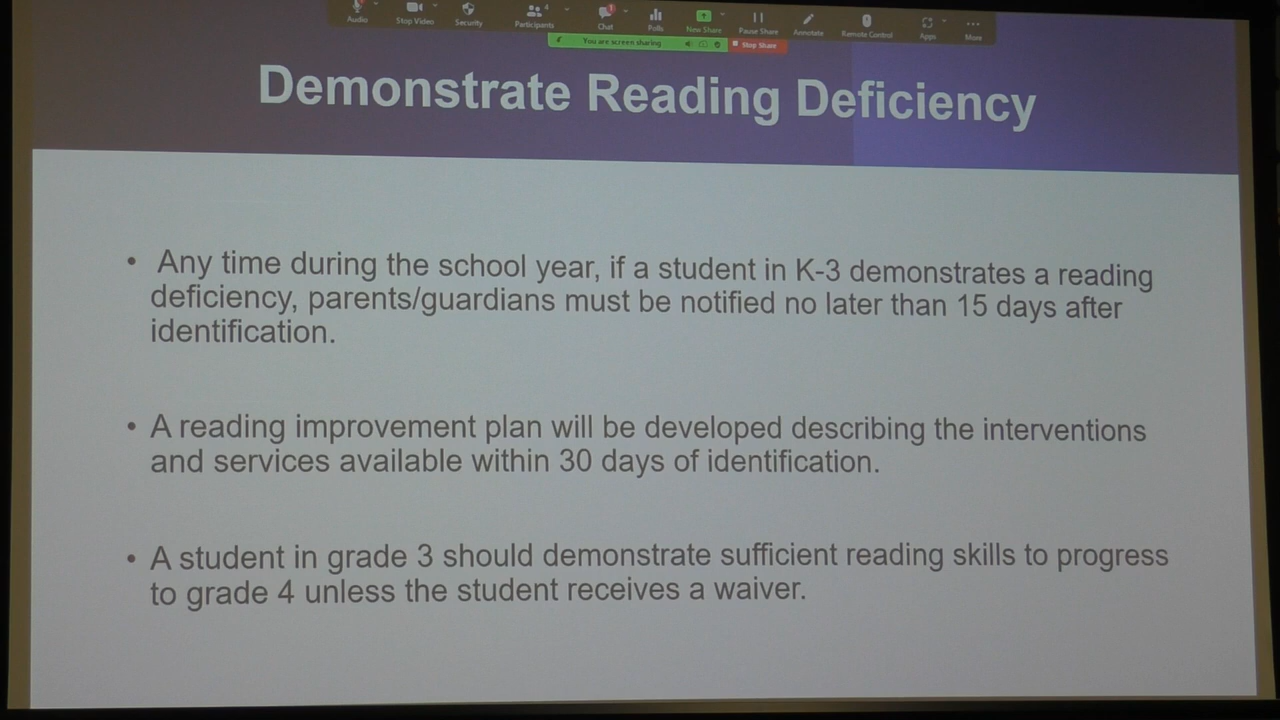 Audio Stop Video Security Participants 4 Chat 1 Polls New Share Pause Share Annotate Remote Control Apps More
You are screen sharing Stop Share
Demonstrate Reading Deficiency
• Any time during the school year, if a student in K-3 demonstrates a reading
deficiency, parents/guardians must be notified no later than 15 days after
identification.
• A reading improvement plan will be developed describing the interventions
and services available within 30 days of identification.
• A student in grade 3 should demonstrate sufficient reading skills to progress
to grade 4 unless the student receives a waiver.